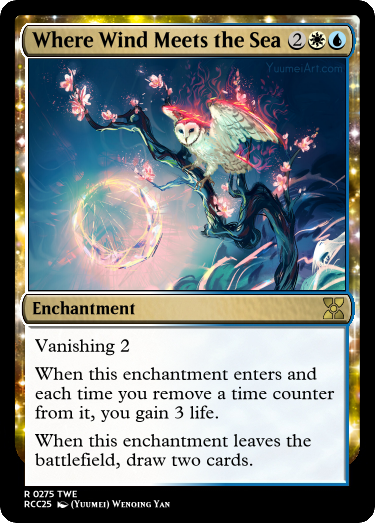 Where Wind Meets the Sea 2
YuumeiArt.com
Enchantment
Vanishing 2
When this enchantment enters and
each time you remove a time counter
from it, you gain 3 life.
When this enchantment leaves the
battlefield, draw two cards.
R 0275 TWE
RCC25 (Yuumei) Wenqing Yan